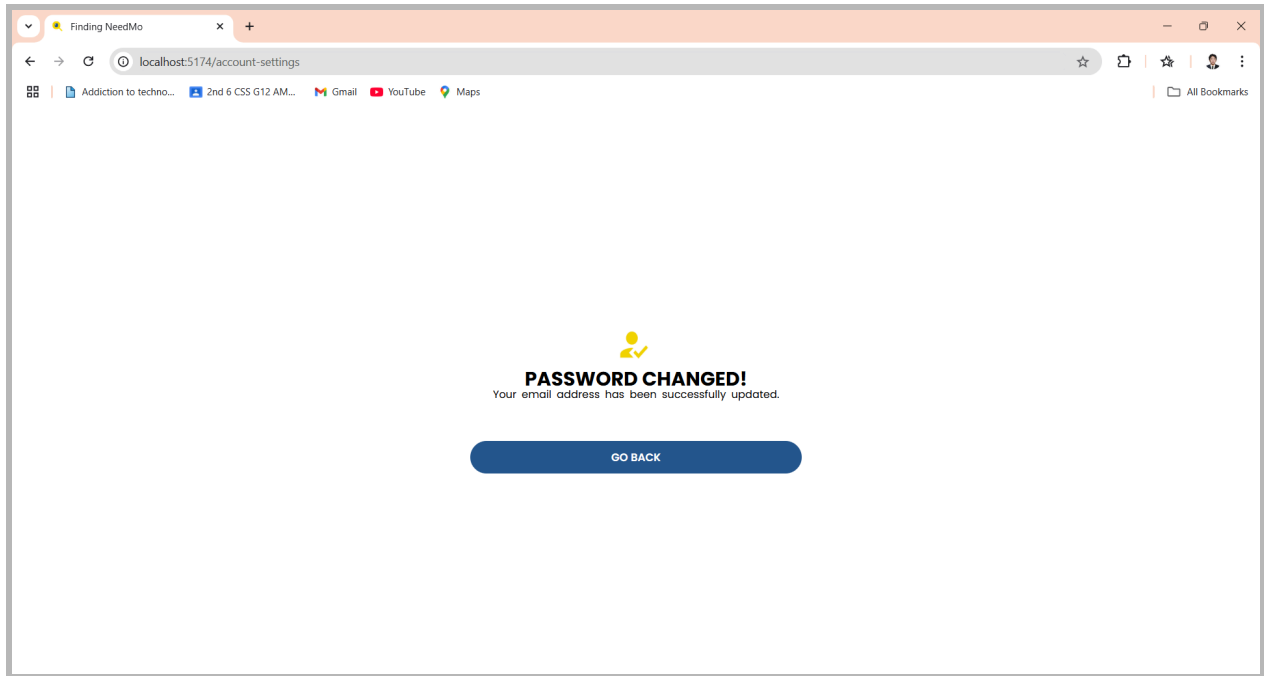 Finding NeedMo
localhost:5174/account-settings
Addiction to techno... 2nd 6 CSS G12 AM... Gmail YouTube Maps All Bookmarks
PASSWORD CHANGED!
Your email address has been successfully updated.
GO BACK